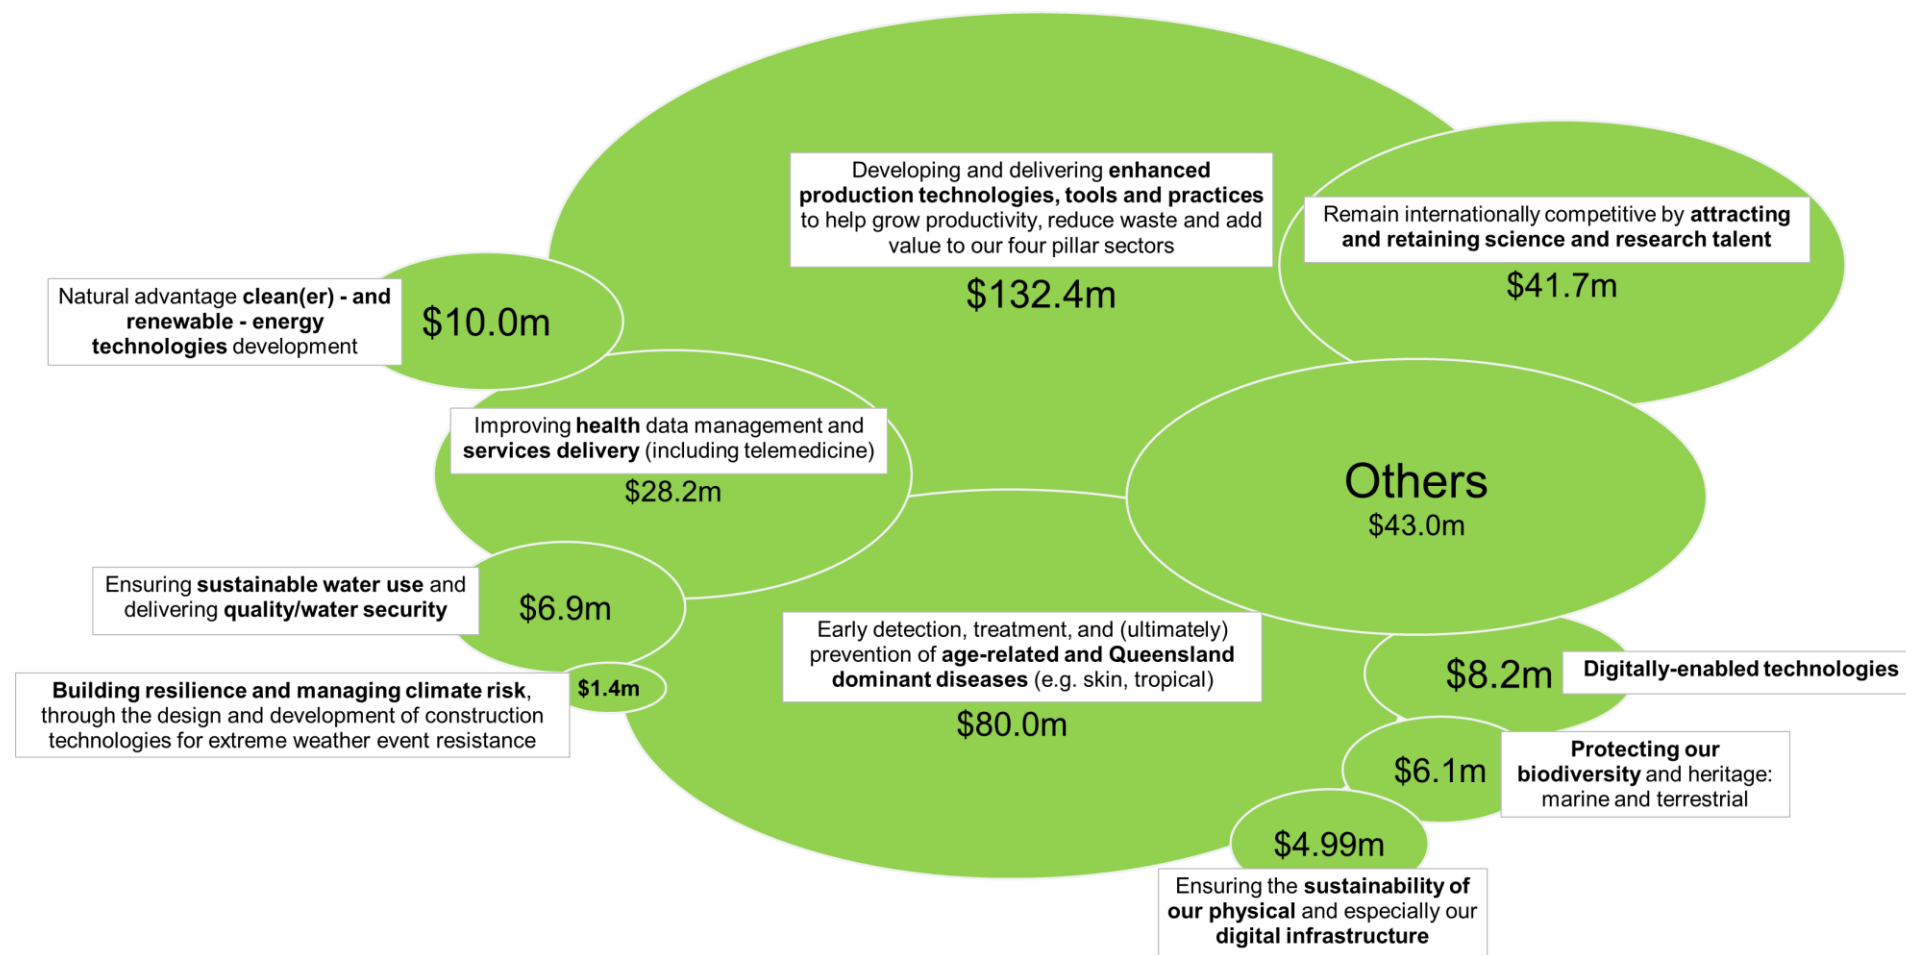 Developing and delivering enhanced
production technologies, tools and practices
to help grow productivity, reduce waste and add
value to our four pillar sectors
$132.4m
Remain internationally competitive by attracting
and retaining science and research talent
$41.7m
Natural advantage clean(er) - and
renewable - energy
technologies development
$10.0m
Improving health data management and
services delivery (including telemedicine)
$28.2m
Others
$43.0m
Ensuring sustainable water use and
delivering quality/water security
$6.9m
Early detection, treatment, and (ultimately)
prevention of age-related and Queensland
dominant diseases (e.g. skin, tropical)
$80.0m
$8.2m
Digitally-enabled technologies
Building resilience and managing climate risk,
through the design and development of construction
technologies for extreme weather event resistance
$1.4m
$6.1m
Protecting our
biodiversity and heritage:
marine and terrestrial
$4.99m
Ensuring the sustainability of
our physical and especially our
digital infrastructure